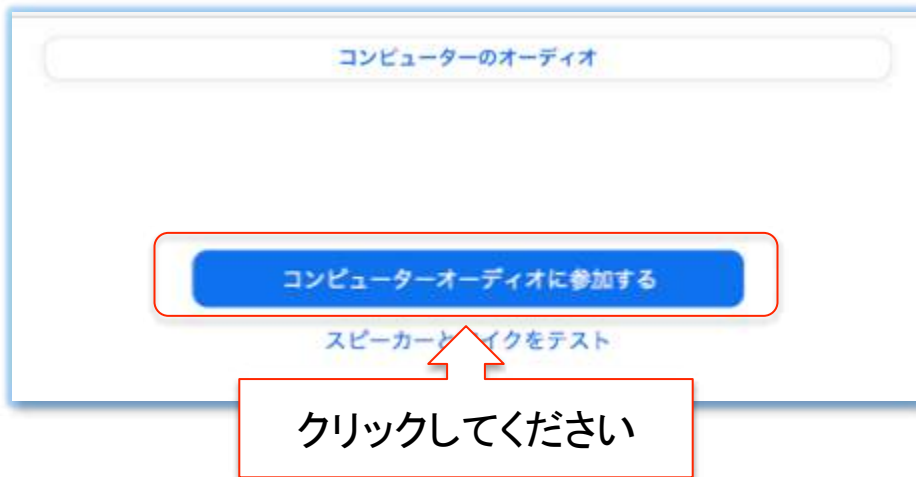 コンピューターのオーディオ
コンピューターオーディオに参加する
スピーカーとマイクをテスト
クリックしてください